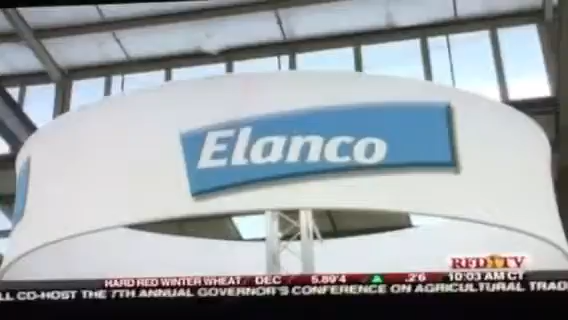 Elanco
RFD TV
HARD RED WINTER WHEAT DEC 5.89'4 ▲ .2'6 10:03 AM CT
LL CO-HOST THE 7TH ANNUAL GOVERNOR'S CONFERENCE ON AGRICULTURAL TRAD